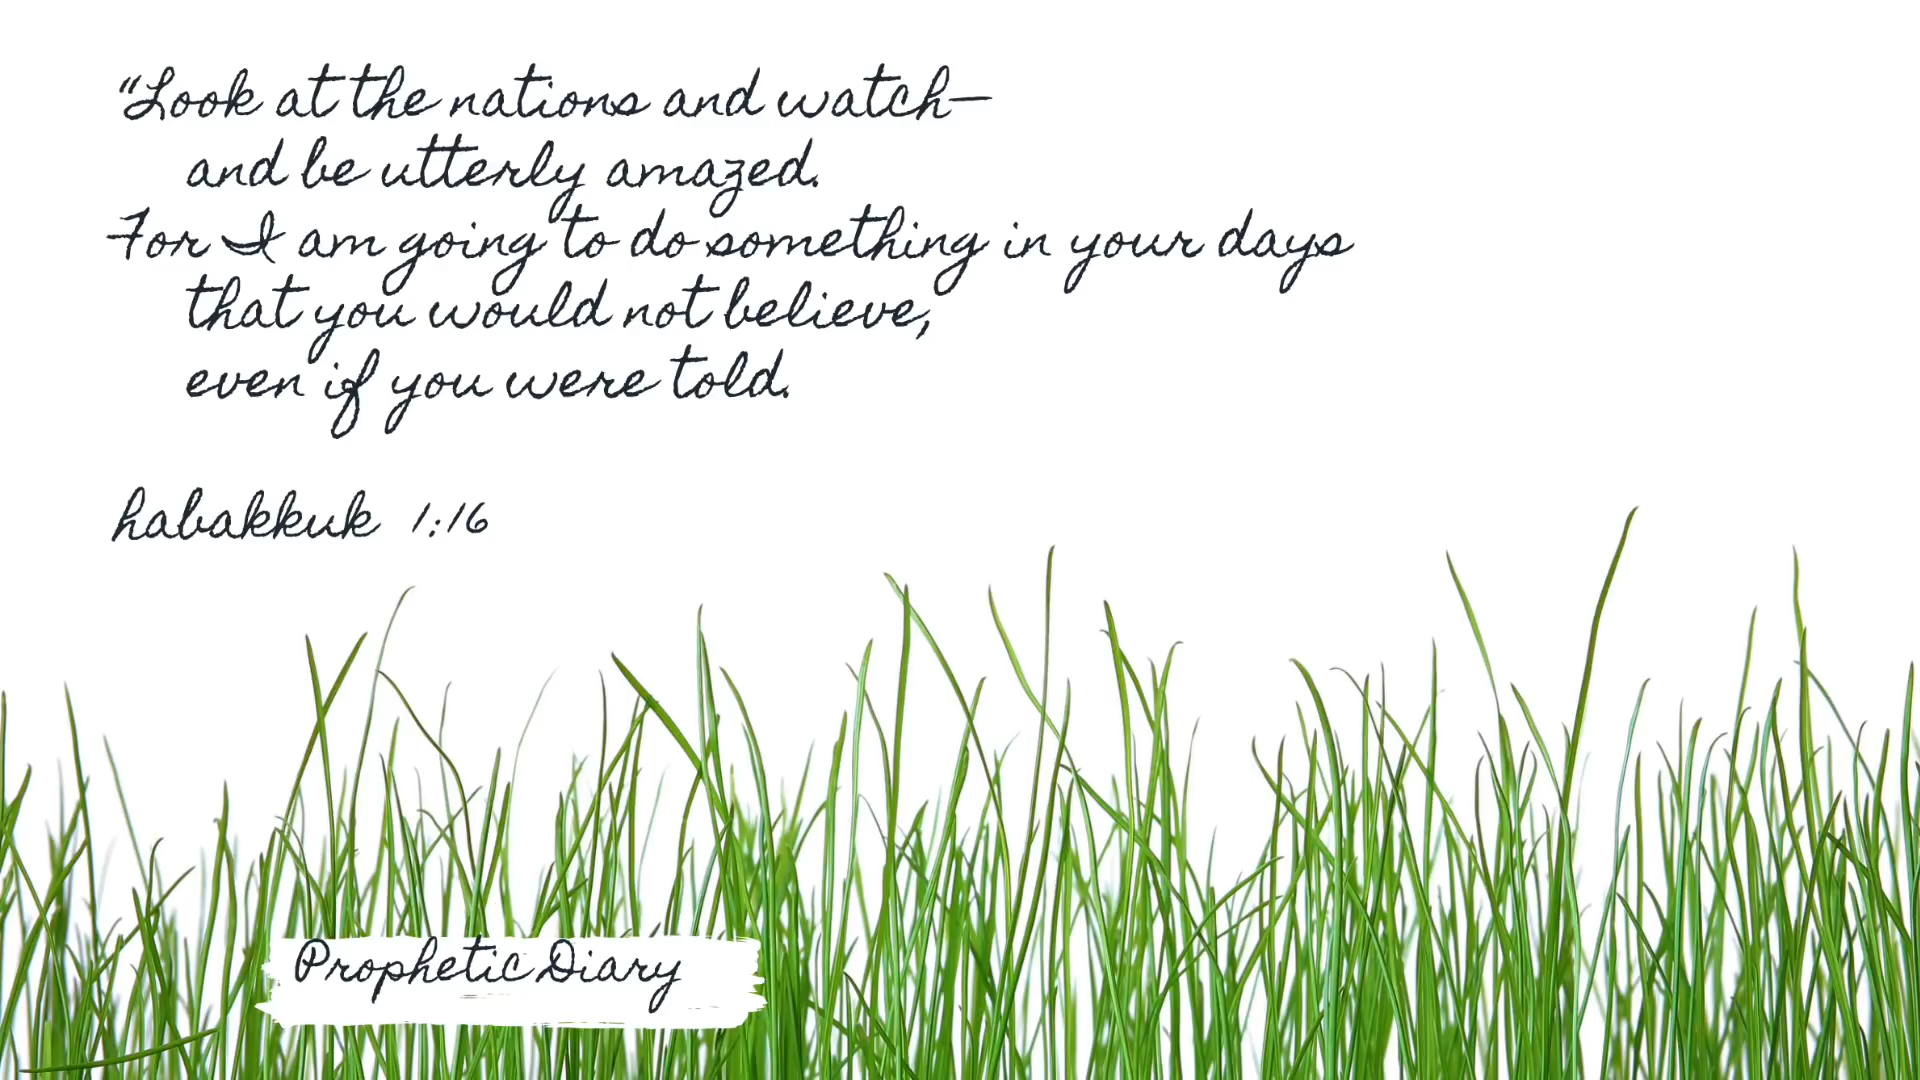 “Look at the nations and watch—
and be utterly amazed.
For I am going to do something in your days
that you would not believe,
even if you were told.
habakkuk 1:16
Prophetic Diary